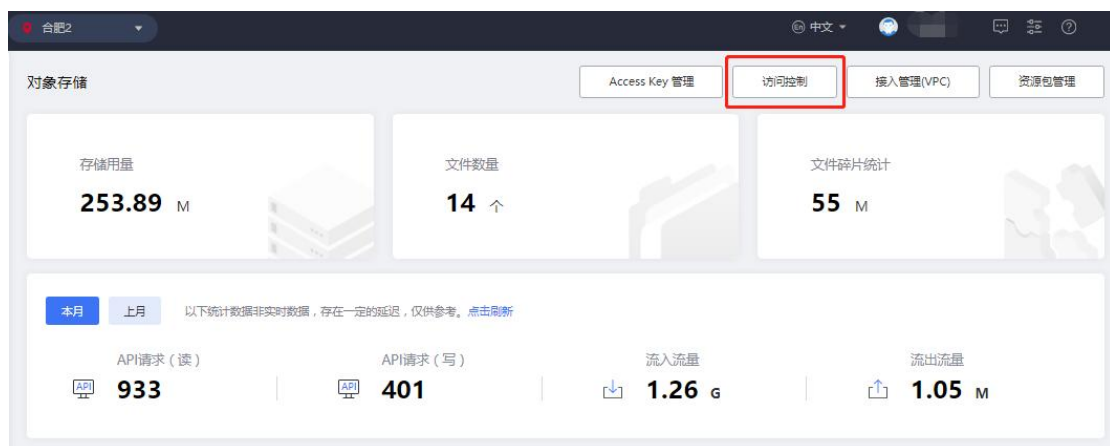 合肥2
En 中文
对象存储
Access Key 管理
访问控制
接入管理(VPC)
资源包管理
存储用量
253.89 M
文件数量
14 个
文件碎片统计
55 M
本月
上月
以下统计数据非实时数据，存在一定的延迟，仅供参考。点击刷新
API请求（读）
API 933
API请求（写）
API 401
流入流量
1.26 G
流出流量
1.05 M